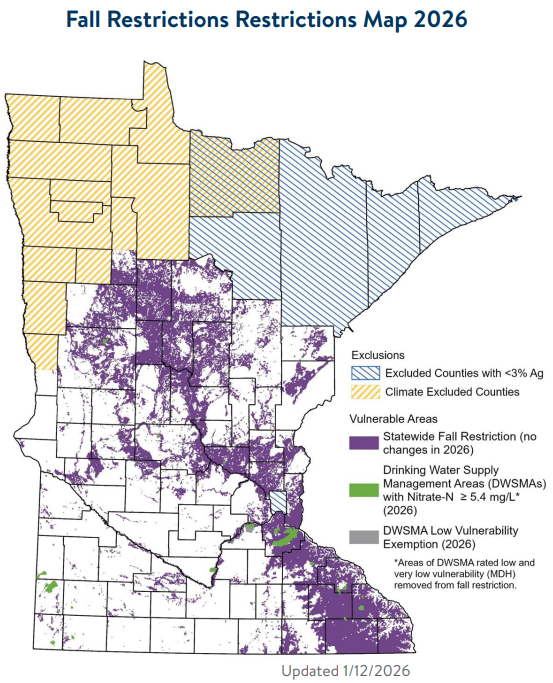 Fall Restrictions Restrictions Map 2026
Exclusions
Excluded Counties with <3% Ag
Climate Excluded Counties
Vulnerable Areas
Statewide Fall Restriction (no
changes in 2026)
Drinking Water Supply
Management Areas (DWSMAs)
with Nitrate-N ≥ 5.4 mg/L*
(2026)
DWSMA Low Vulnerability
Exemption (2026)
*Areas of DWSMA rated low and
very low vulnerability (MDH)
removed from fall restriction.
Updated 1/12/2026